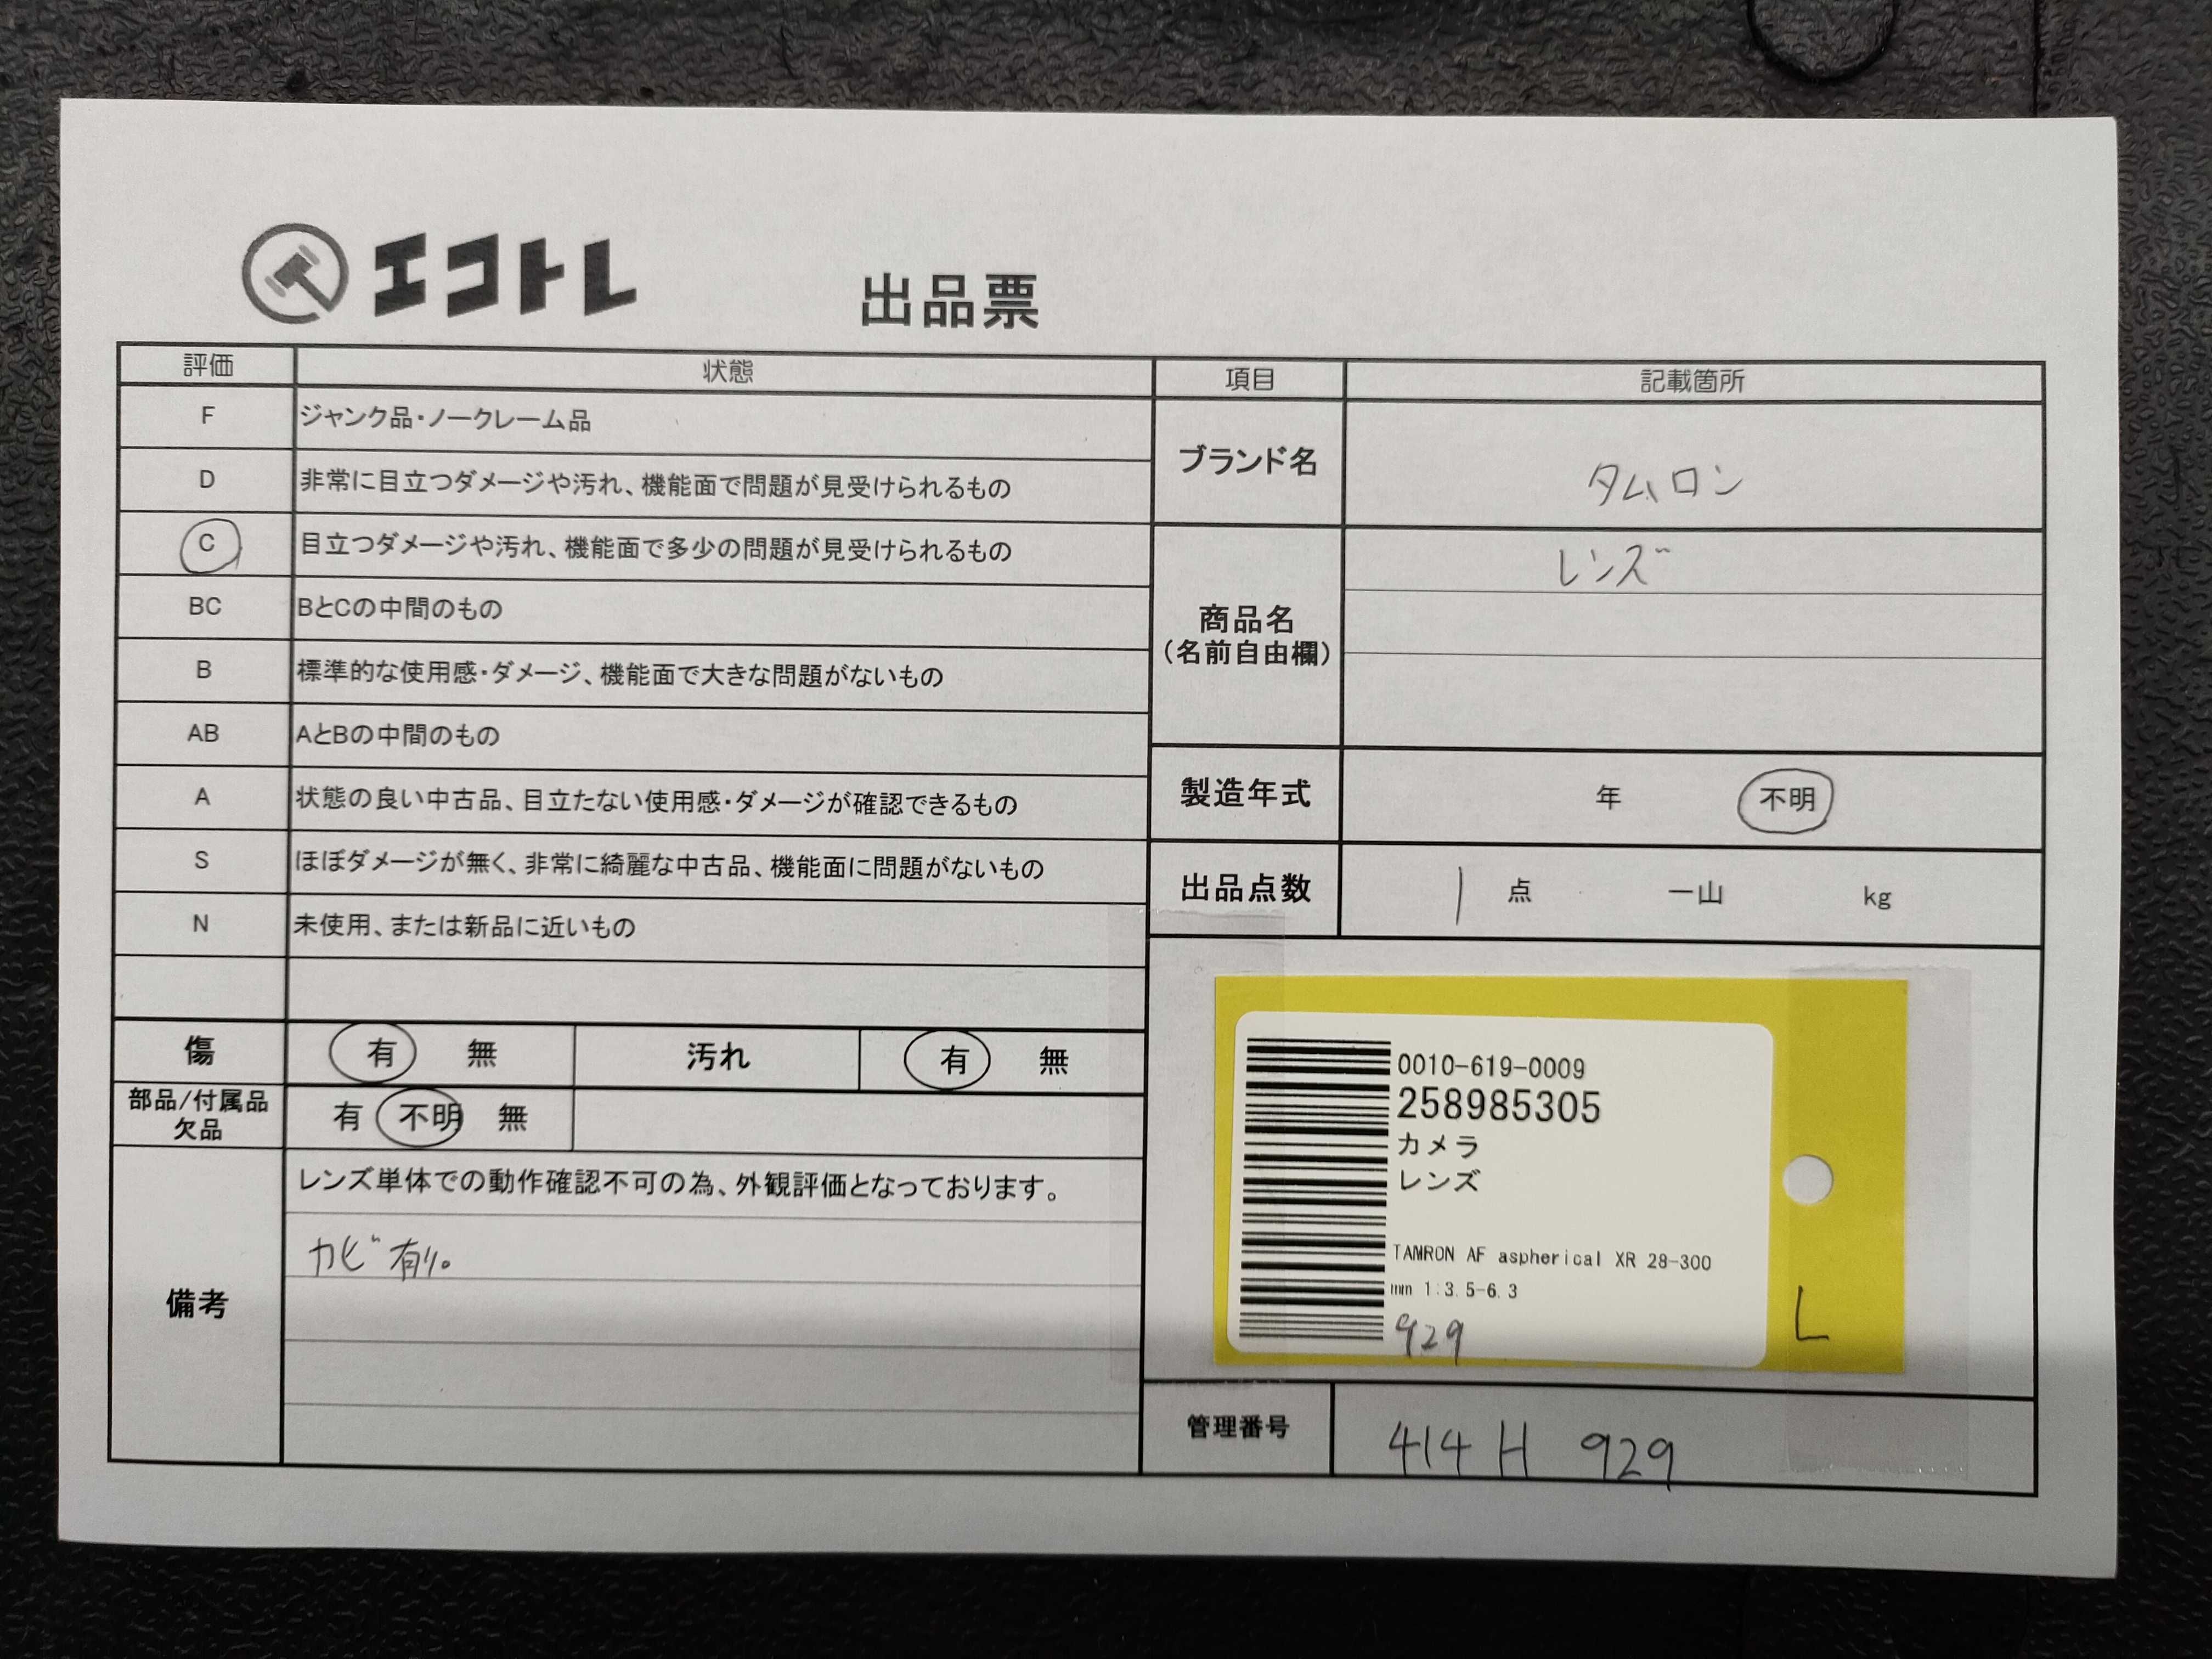 エコトレ
出品票
評価 状態
F ジャンク品・ノークレーム品
D 非常に目立つダメージや汚れ、機能面で問題が見受けられるもの
C 目立つダメージや汚れ、機能面で多少の問題が見受けられるもの
BC BとCの中間のもの
B 標準的な使用感・ダメージ、機能面で大きな問題がないもの
AB AとBの中間のもの
A 状態の良い中古品、目立たない使用感・ダメージが確認できるもの
S ほぼダメージが無く、非常に綺麗な中古品、機能面に問題がないもの
N 未使用、または新品に近いもの
傷 有 無 汚れ 有 無
部品/付属品
欠品
有 不明 無
備考
レンズ単体での動作確認不可の為、外観評価となっております。
カビ有り。
項目 記載箇所
ブランド名 タムロン
商品名
(名前自由欄)
レンズ
製造年式 年 不明
出品点数 1 点 一山 kg
0010-619-0009
258985305
カメラ
レンズ
TAMRON AF aspherical XR 28-300
mm 1:3.5-6.3
929
L
管理番号 414 H 929